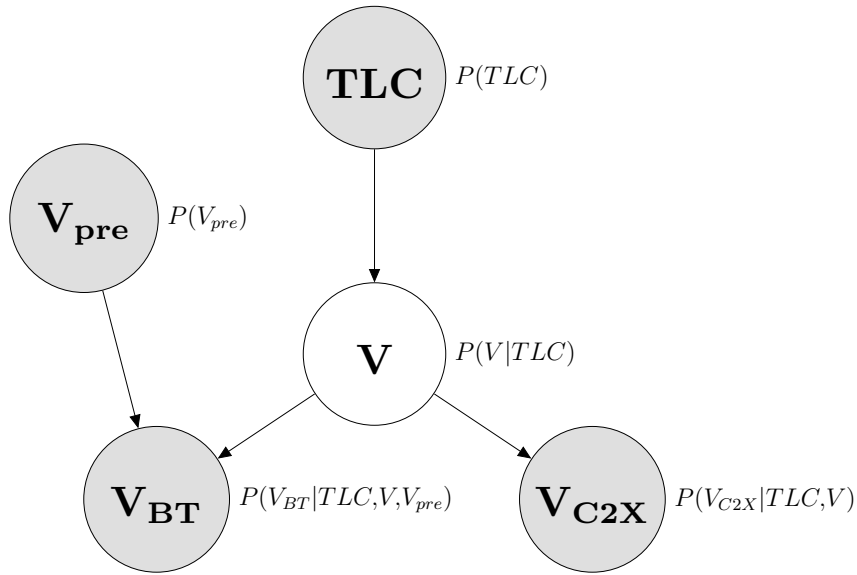 TLC
P(TLC)
V_pre
P(V_pre)
V
P(V|TLC)
V_BT
P(V_BT|TLC,V,V_pre)
V_C2X
P(V_C2X|TLC,V)